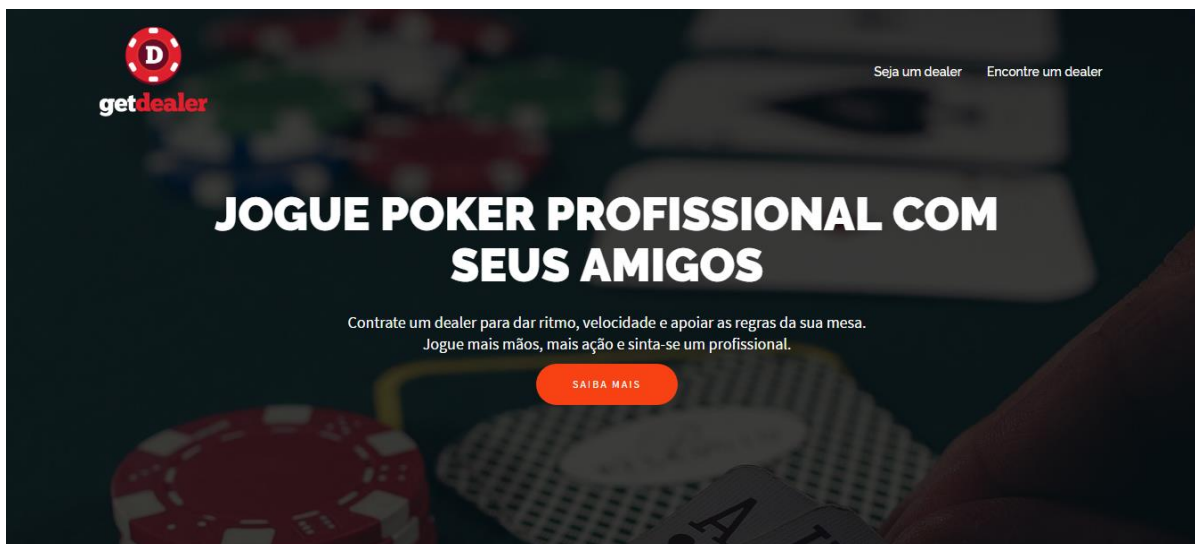 D
getdealer
Seja um dealer
Encontre um dealer
JOGUE POKER PROFISSIONAL COM
SEUS AMIGOS
Contrate um dealer para dar ritmo, velocidade e apoiar as regras da sua mesa.
Jogue mais mãos, mais ação e sinta-se um profissional.
SAIBA MAIS
A